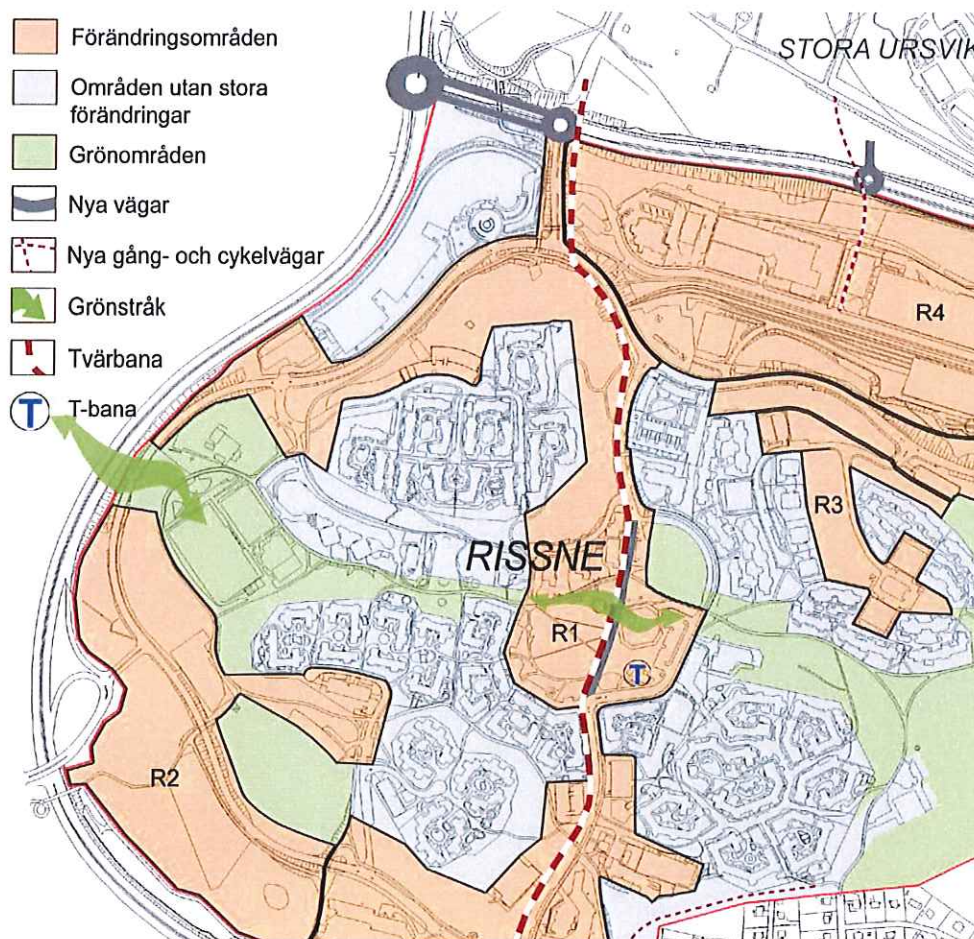 Förändringsområden
Områden utan stora
förändringar
Grönområden
Nya vägar
Nya gång- och cykelvägar
Grönstråk
Tvärbana
T
T-bana
STORA URSVIK
R4
R3
RISSNE
R1
T
R2